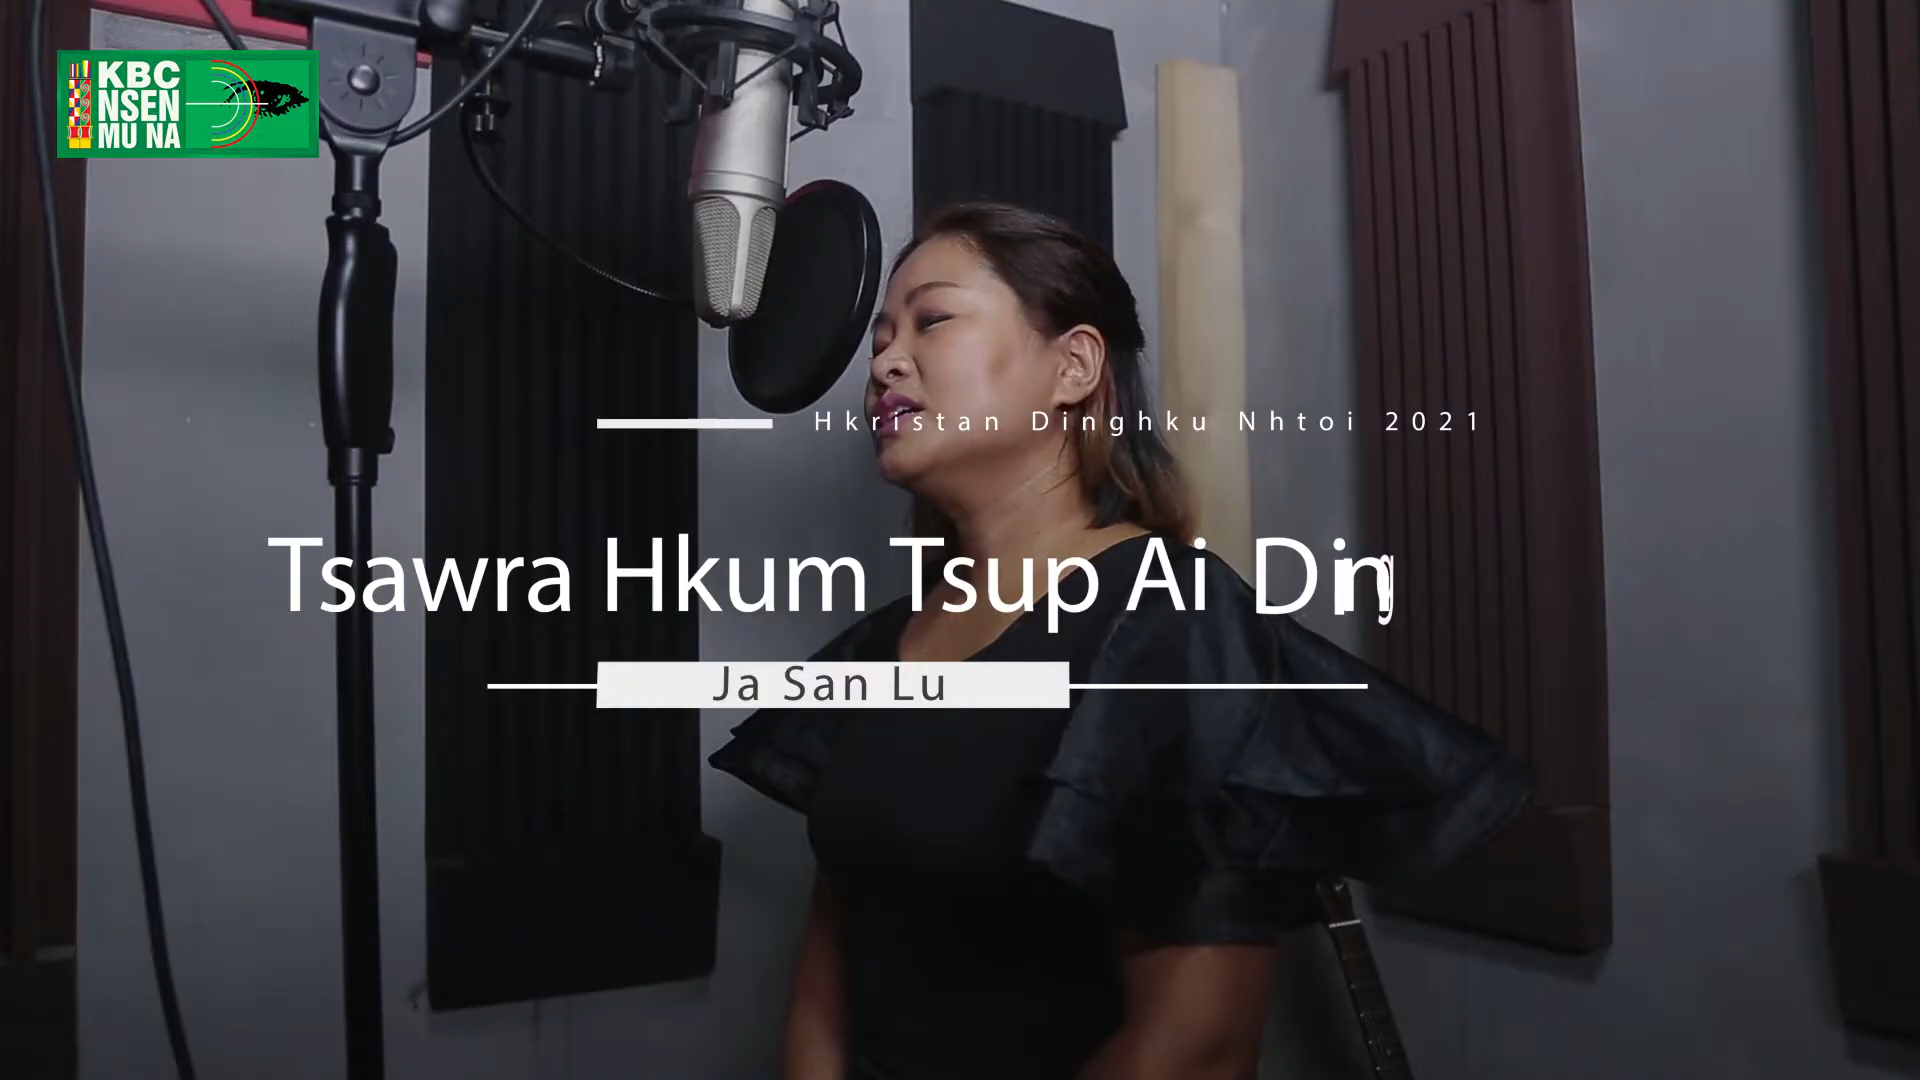 KBC
NSEN
MU NA
Hkristan Dinghku Nhtoi 2021
Tsawra Hkum Tsup Ai Ding
Ja San Lu